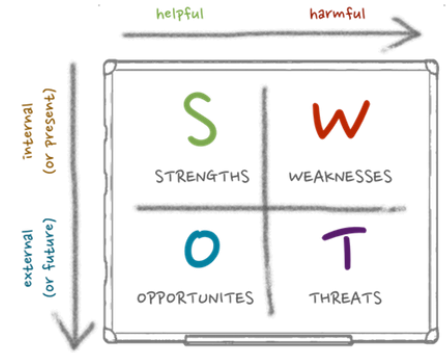 helpful
harmful
internal
(or present)
S
W
STRENGTHS
WEAKNESSES
external
(or future)
O
T
OPPORTUNITES
THREATS